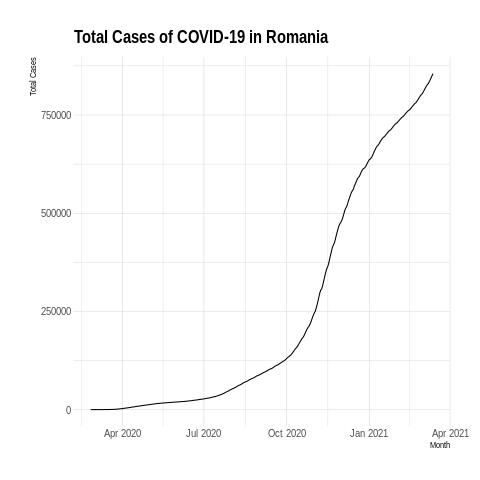 Total Cases of COVID-19 in Romania
Total Cases
750000
500000
250000
0
Apr 2020 Jul 2020 Oct 2020 Jan 2021 Apr 2021
Month